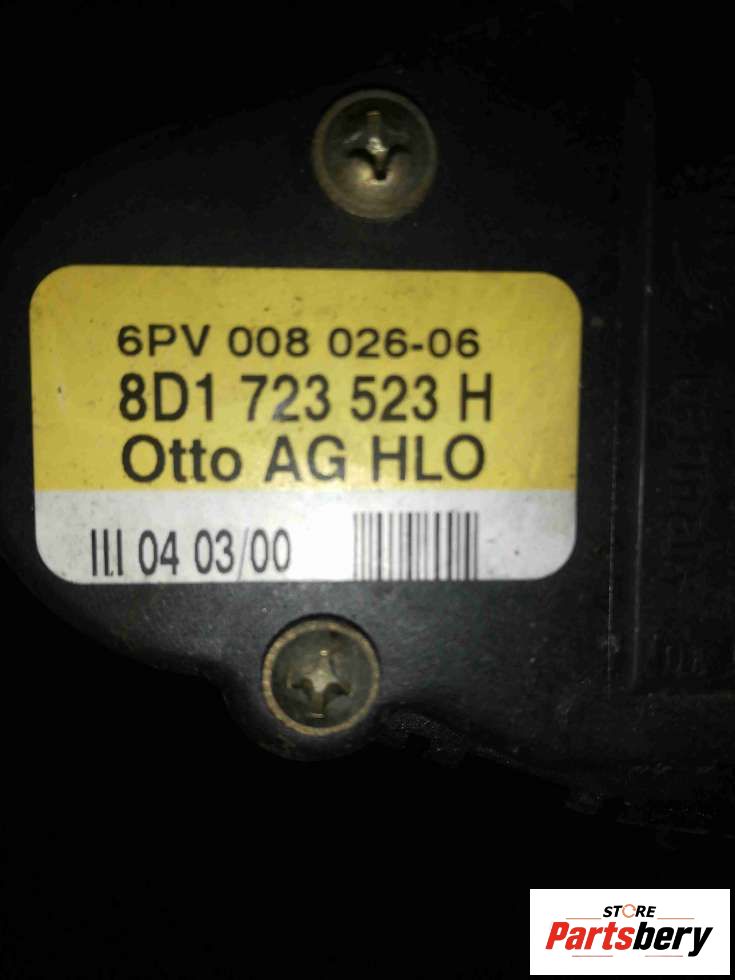 6PV 008 026-06
8D1 723 523 H
Otto AG HLO
III.I 04 03/00
STORE
Partsbery